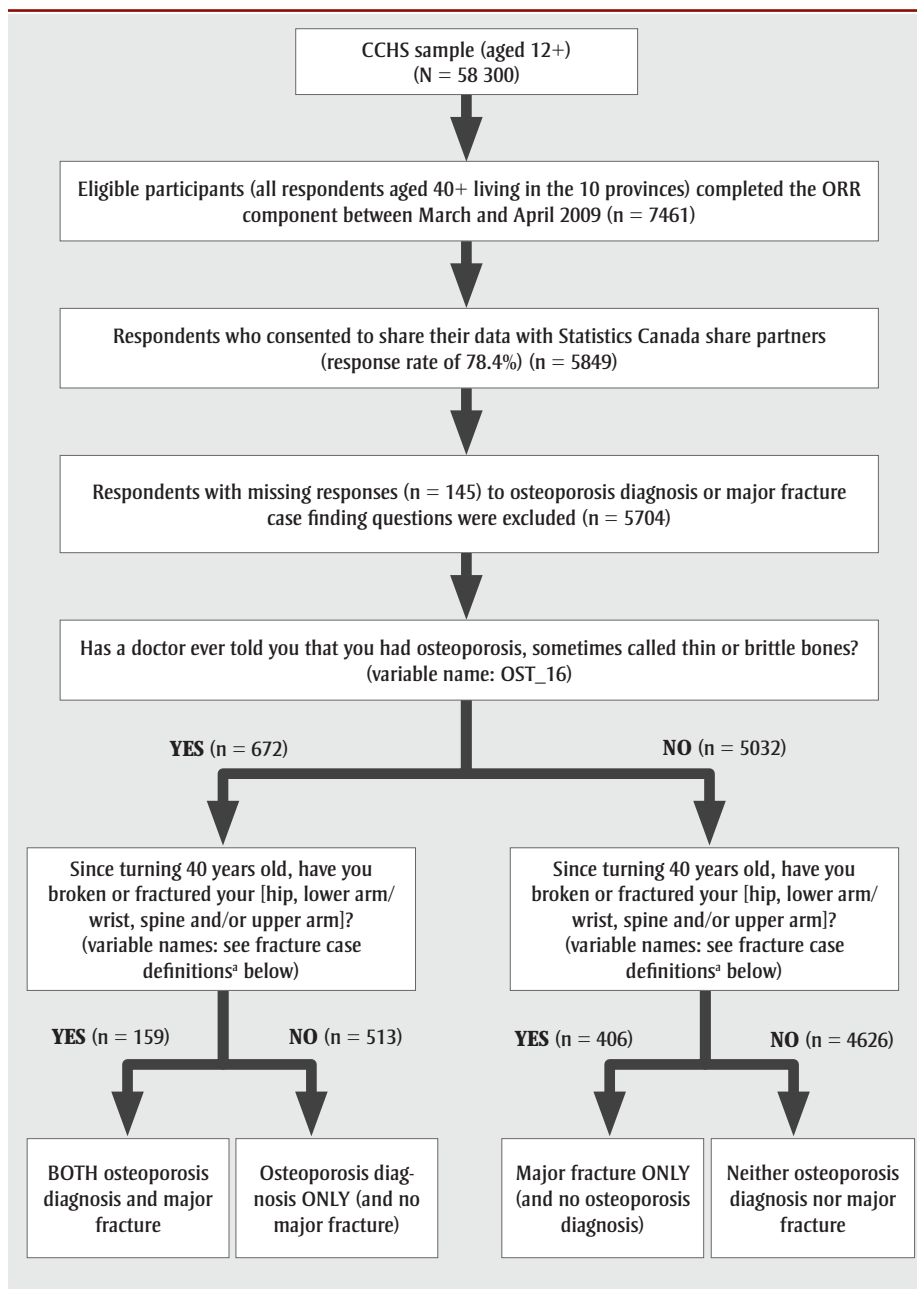 CCHS sample (aged 12+)
(N = 58 300)
Eligible participants (all respondents aged 40+ living in the 10 provinces) completed the ORR
component between March and April 2009 (n = 7461)
Respondents who consented to share their data with Statistics Canada share partners
(response rate of 78.4%) (n = 5849)
Respondents with missing responses (n = 145) to osteoporosis diagnosis or major fracture
case finding questions were excluded (n = 5704)
Has a doctor ever told you that you had osteoporosis, sometimes called thin or brittle bones?
(variable name: OST_16)
YES (n = 672)
NO (n = 5032)
Since turning 40 years old, have you
broken or fractured your [hip, lower arm/
wrist, spine and/or upper arm]?
(variable names: see fracture case
definitionsᵃ below)
Since turning 40 years old, have you
broken or fractured your [hip, lower arm/
wrist, spine and/or upper arm]?
(variable names: see fracture case
definitionsᵃ below)
YES (n = 159)
NO (n = 513)
YES (n = 406)
NO (n = 4626)
BOTH osteoporosis
diagnosis and major
fracture
Osteoporosis diag-
nosis ONLY (and no
major fracture)
Major fracture ONLY
(and no osteoporosis
diagnosis)
Neither osteoporosis
diagnosis nor major
fracture